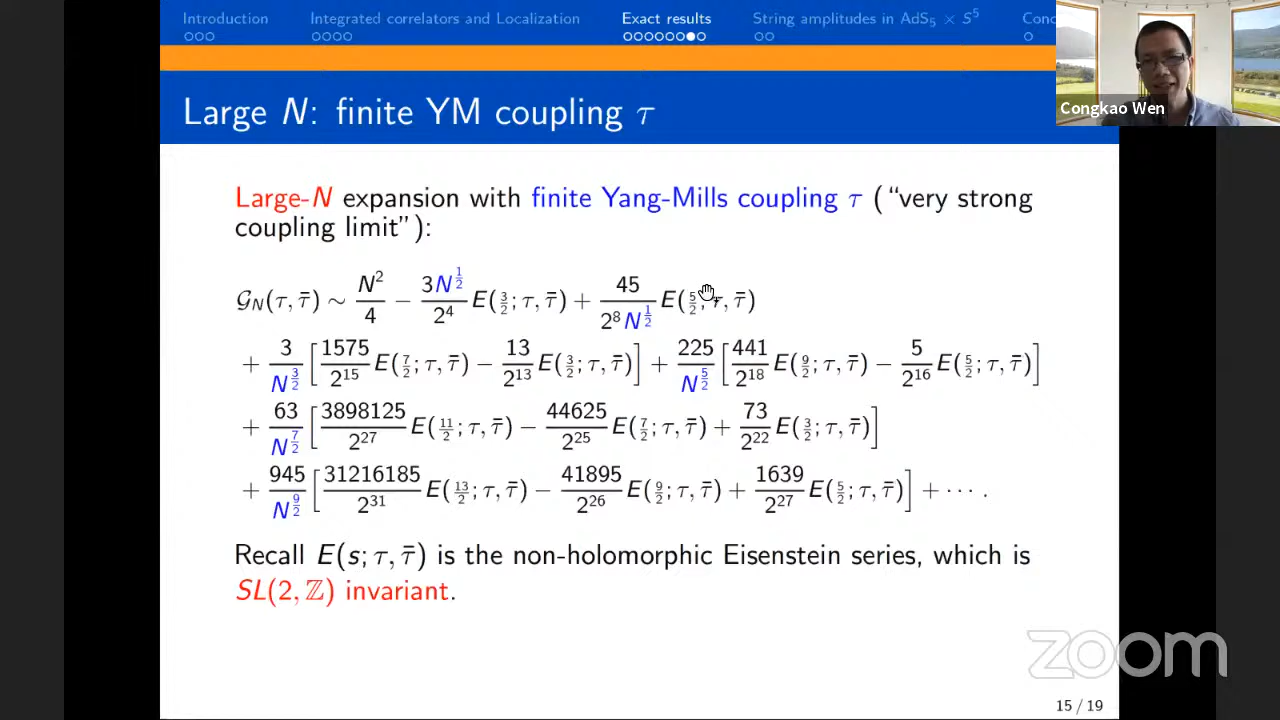 Introduction Integrated correlators and Localization Exact results String amplitudes in AdS₅ × S⁵ Conc
Congkao Wen
Large N: finite YM coupling τ
Large-N expansion with finite Yang-Mills coupling τ (“very strong
coupling limit”):
𝒢_N(τ, τ̄) ∼ N²/4 − 3N^{1/2}/2⁴ E(3/2; τ, τ̄) + 45/(2⁸N^{1/2}) E(5/2; τ, τ̄)
+ 3/N^{3/2} [1575/2¹⁵ E(7/2; τ, τ̄) − 13/2¹³ E(3/2; τ, τ̄)] + 225/N^{5/2} [441/2¹⁸ E(9/2; τ, τ̄) − 5/2¹⁶ E(5/2; τ, τ̄)]
+ 63/N^{7/2} [3898125/2²⁷ E(11/2; τ, τ̄) − 44625/2²⁵ E(7/2; τ, τ̄) + 73/2²² E(3/2; τ, τ̄)]
+ 945/N^{9/2} [31216185/2³¹ E(13/2; τ, τ̄) − 41895/2²⁶ E(9/2; τ, τ̄) + 1639/2²⁷ E(5/2; τ, τ̄)] + ⋯ .
Recall E(s; τ, τ̄) is the non-holomorphic Eisenstein series, which is
SL(2, ℤ) invariant.
zoom
15 / 19